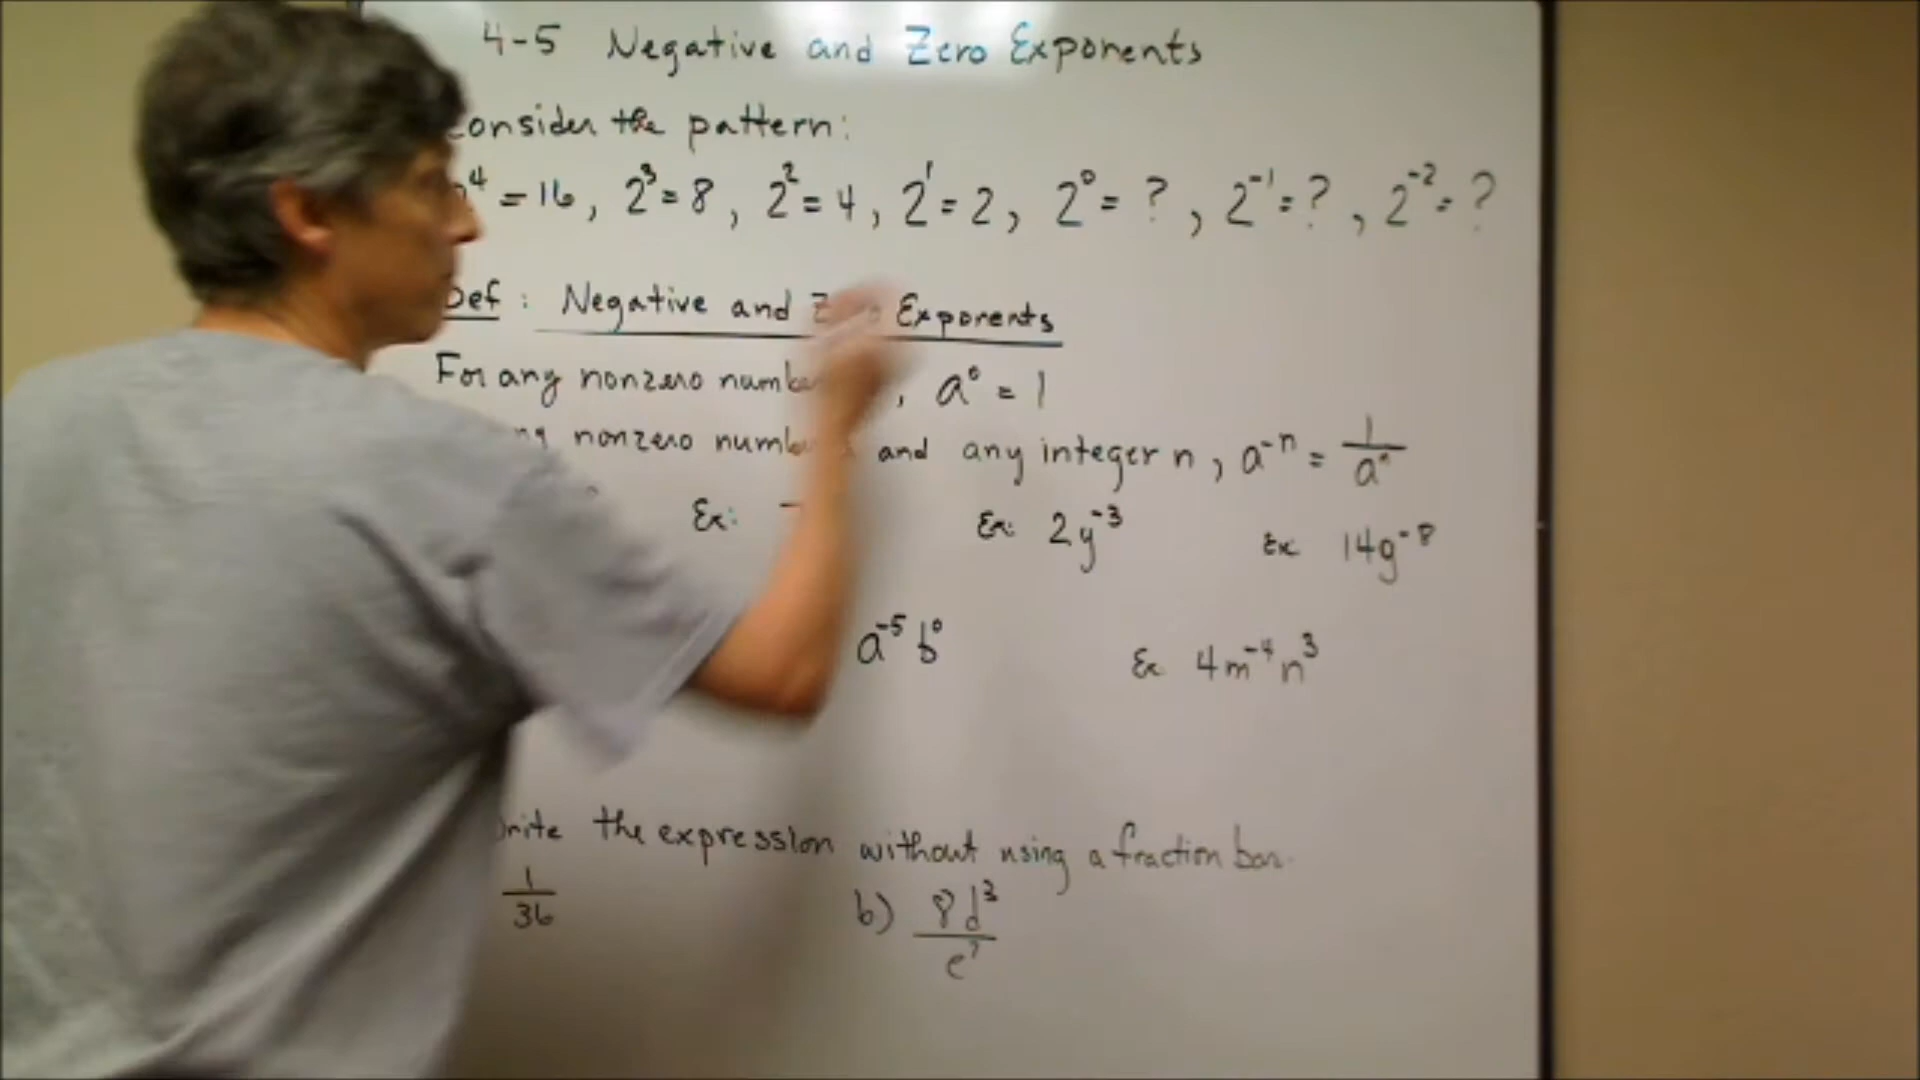 4-5 Negative and Zero Exponents
onsider the pattern:
⁴ = 16, 2³ = 8, 2² = 4, 2¹ = 2, 2⁰ = ?, 2⁻¹ = ?, 2⁻² = ?
Def : Negative and Exponents
For any nonzero , a⁰ = 1
nonzero and any integer n, a⁻ⁿ = 1/aⁿ
Ex: Ex: 2y⁻³ Ex 14g⁻⁸
a⁻⁵b⁰ Ex 4m⁻⁴n³
rite the expression without using a fraction bar.
1/36 b) 8d³/e⁷